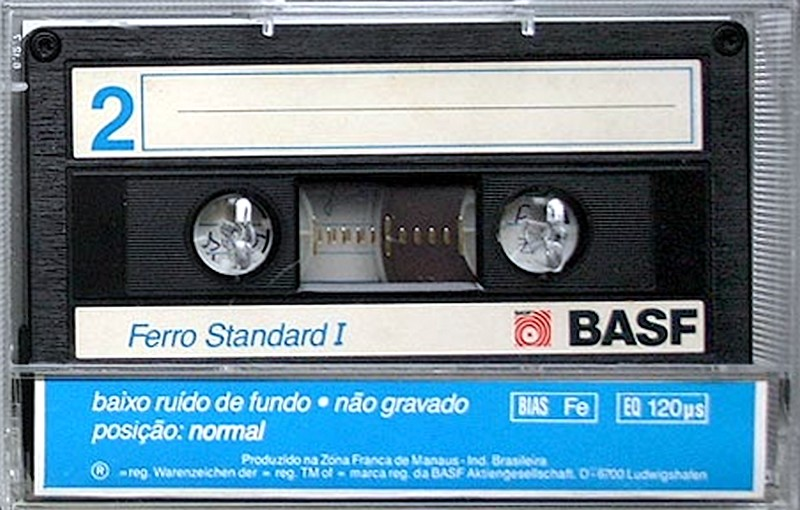 2
Ferro Standard I
BASF
baixo ruído de fundo • não gravado
posição: normal
BIAS Fe
EQ 120µs
Produzido na Zona Franca de Manaus - Ind. Brasileira
® = reg. Warenzeichen der = reg. TM of = marca reg. da BASF Aktiengesellschaft. D-6700 Ludwigshafen